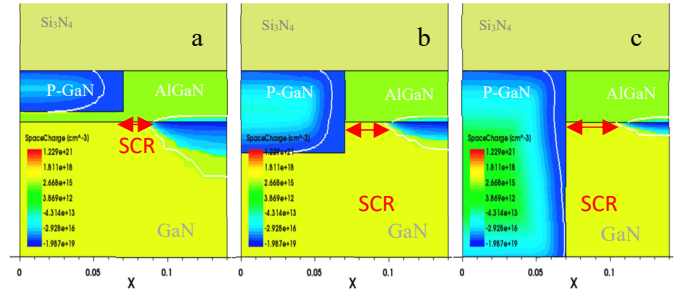 Si₃N₄
a
b
c
P-GaN
AlGaN
P-GaN
AlGaN
P-GaN
AlGaN
SpaceCharge (cm^-3)
1.229e+21
1.811e+18
2.668e+15
3.869e+12
-4.314e+13
-2.928e+16
-1.987e+19
SCR
SpaceCharge (cm^-3)
1.229e+21
1.811e+18
2.668e+15
3.869e+12
-4.314e+13
-2.928e+16
-1.987e+19
SCR
GaN
SpaceCharge (cm^-3)
1.229e+21
1.811e+18
2.668e+15
3.869e+12
-4.314e+13
-2.928e+16
-1.987e+19
SCR
GaN
GaN
0 0.05 0.1
X
0 0.05 0.1
X
0 0.05 0.1
X
Si₃N₄
Si₃N₄